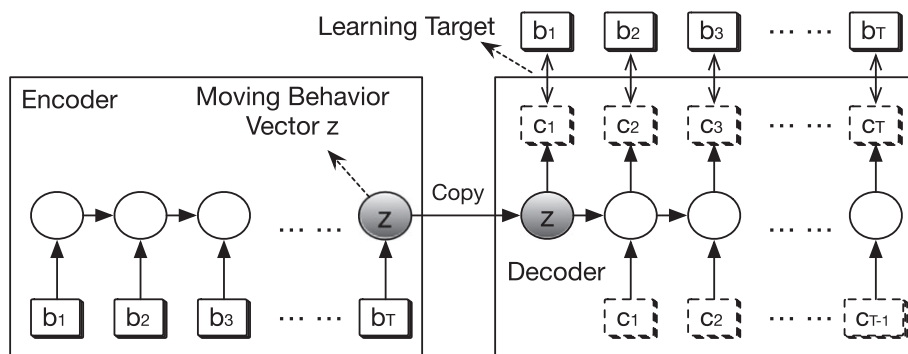 Learning Target
b1 b2 b3 ... ... bT
Encoder
Moving Behavior
Vector z
c1 c2 c3 ... ... cT
z
Copy
z
... ...
... ...
Decoder
b1 b2 b3 ... ... bT
c1 c2 ... ... cT-1